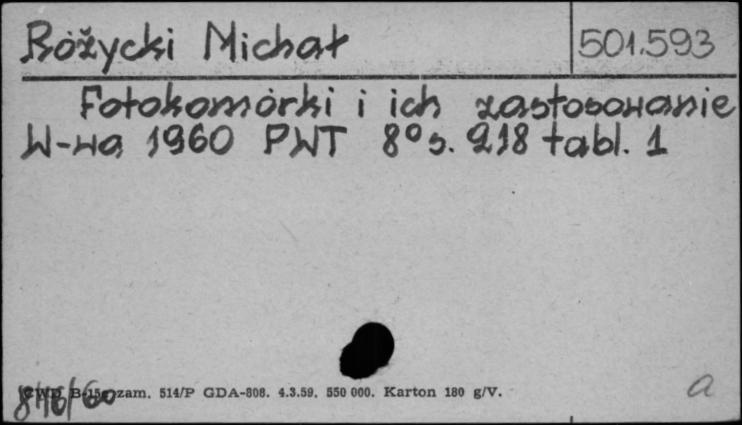 Różycki Michał 501.593
Fotokomórki i ich zastosowanie
W-wa 1960 PWT 8° s. 218 tabl. 1
zam. 514/P GDA-808. 4.3.59. 550 000. Karton 180 g/V.
a